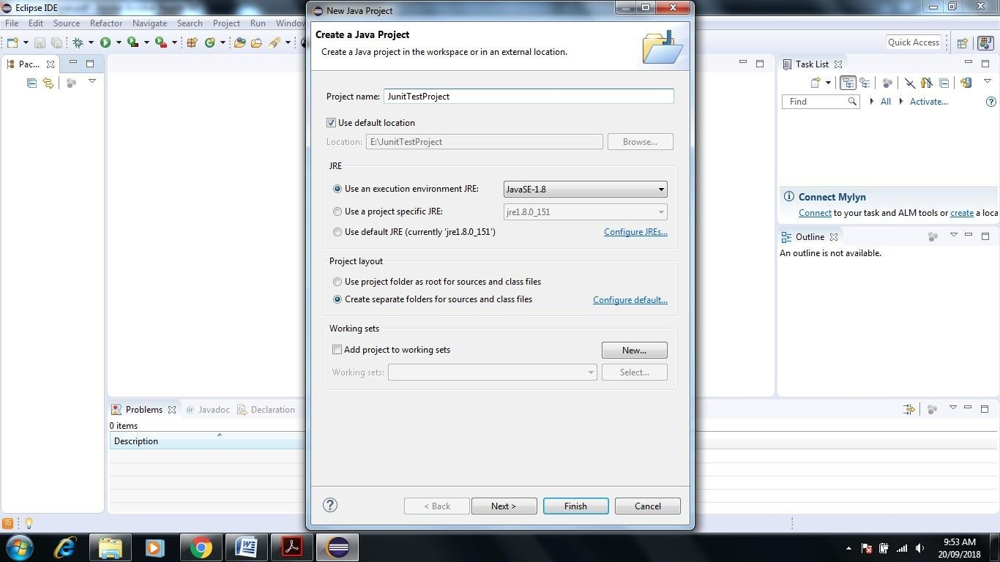 Eclipse IDE
File Edit Source Refactor Navigate Search Project Run Window
Quick Access
Pac...
New Java Project
Create a Java Project
Create a Java project in the workspace or in an external location.
Project name: JunitTestProject
Use default location
Location: E:\JunitTestProject Browse...
JRE
Use an execution environment JRE: JavaSE-1.8
Use a project specific JRE: jre1.8.0_151
Use default JRE (currently 'jre1.8.0_151') Configure JREs...
Project layout
Use project folder as root for sources and class files
Create separate folders for sources and class files Configure default...
Working sets
Add project to working sets New...
Working sets: Select...
< Back Next > Finish Cancel
Task List
Find All Activate...
Connect Mylyn
Connect to your task and ALM tools or create a loca
Outline
An outline is not available.
Problems @ Javadoc Declaration
0 items
Description
9:53 AM
20/09/2018